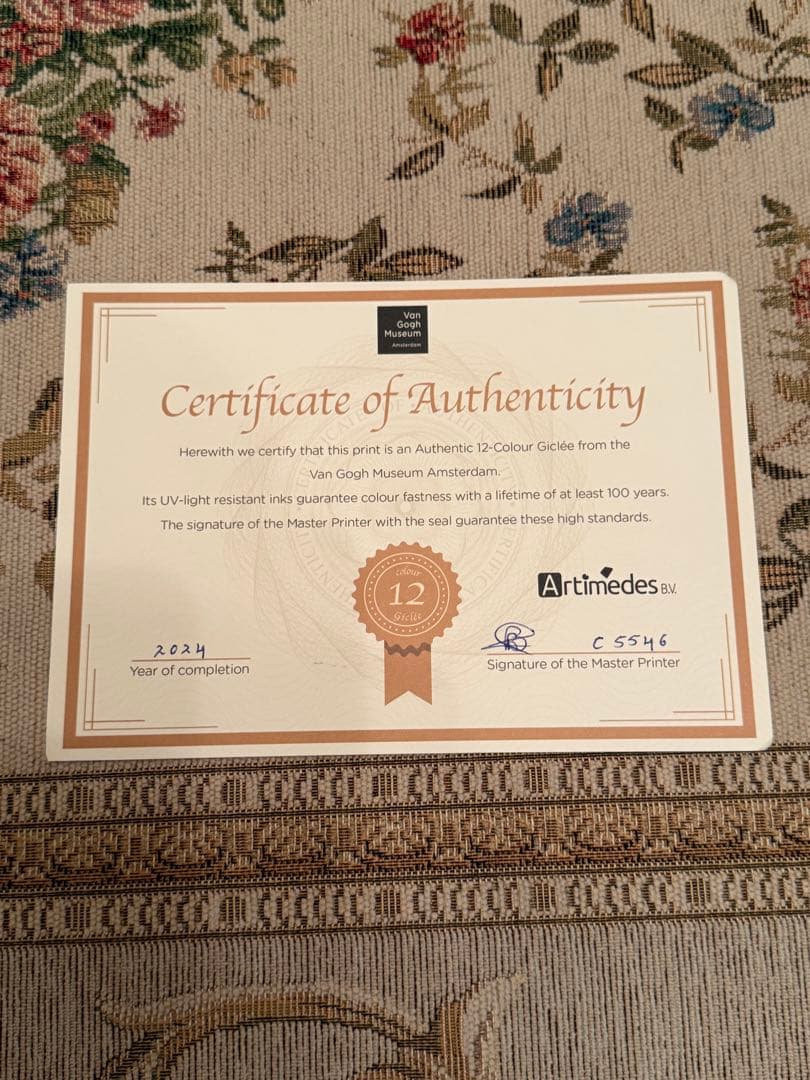 Van
Gogh
Museum
Amsterdam
Certificate of Authenticity
Herewith we certify that this print is an Authentic 12-Colour Giclée from the
Van Gogh Museum Amsterdam.
Its UV-light resistant inks guarantee colour fastness with a lifetime of at least 100 years.
The signature of the Master Printer with the seal guarantee these high standards.
colour
12
Giclée
Artimedes B.V.
2024
Year of completion
C 5546
Signature of the Master Printer